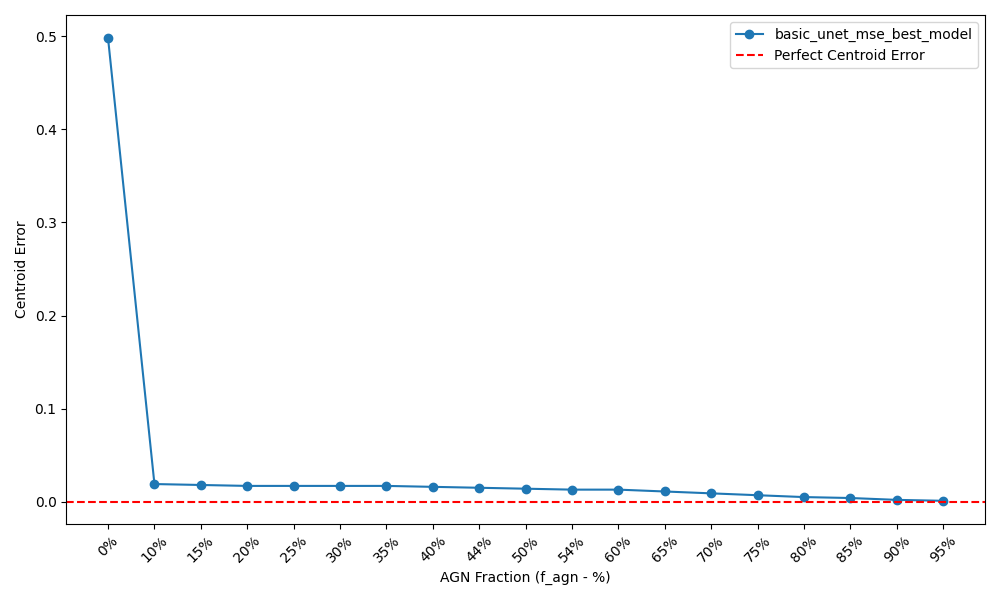 basic_unet_mse_best_model
Perfect Centroid Error
Centroid Error
0.5
0.4
0.3
0.2
0.1
0.0
0% 10% 15% 20% 25% 30% 35% 40% 44% 50% 54% 60% 65% 70% 75% 80% 85% 90% 95%
AGN Fraction (f_agn - %)